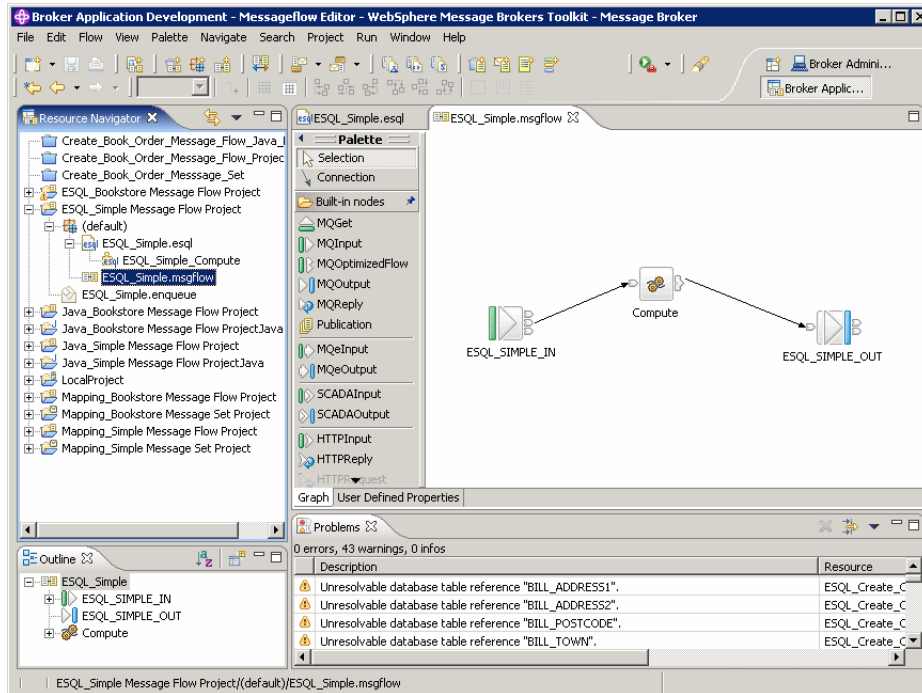 Broker Application Development - Messageflow Editor - WebSphere Message Brokers Toolkit - Message Broker
File Edit Flow View Palette Navigate Search Project Run Window Help
Broker Admini...
Broker Applic...
Resource Navigator
Create_Book_Order_Message_Flow_Java_
Create_Book_Order_Message_Flow_Projec
Create_Book_Order_Messsage_Set
ESQL_Bookstore Message Flow Project
ESQL_Simple Message Flow Project
(default)
ESQL_Simple.esql
ESQL_Simple_Compute
ESQL_Simple.msgflow
ESQL_Simple.enqueue
Java_Bookstore Message Flow Project
Java_Bookstore Message Flow ProjectJava
Java_Simple Message Flow Project
Java_Simple Message Flow ProjectJava
LocalProject
Mapping_Bookstore Message Flow Project
Mapping_Bookstore Message Set Project
Mapping_Simple Message Flow Project
Mapping_Simple Message Set Project
Outline
ESQL_Simple
ESQL_SIMPLE_IN
ESQL_SIMPLE_OUT
Compute
esql ESQL_Simple.esql
ESQL_Simple.msgflow
Palette
Selection
Connection
Built-in nodes
MQGet
MQInput
MQOptimizedFlow
MQOutput
MQReply
Publication
MQeInput
MQeOutput
SCADAInput
SCADAOutput
HTTPInput
HTTPReply
ESQL_SIMPLE_IN
Compute
ESQL_SIMPLE_OUT
Graph User Defined Properties
Problems
0 errors, 43 warnings, 0 infos
Description Resource
Unresolvable database table reference "BILL_ADDRESS1". ESQL_Create_C
Unresolvable database table reference "BILL_ADDRESS2". ESQL_Create_C
Unresolvable database table reference "BILL_POSTCODE". ESQL_Create_C
Unresolvable database table reference "BILL_TOWN". ESQL_Create_C
ESQL_Simple Message Flow Project/(default)/ESQL_Simple.msgflow